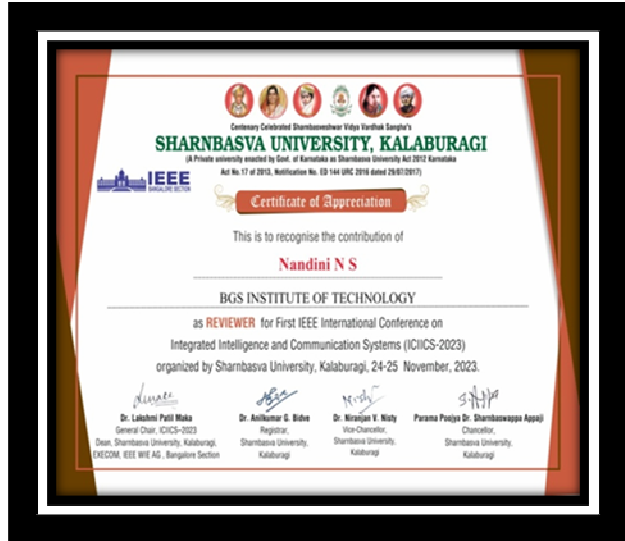 Centenary Celebrated Sharnbasveshwar Vidya Vardhak Sangha's
SHARNBASVA UNIVERSITY, KALABURAGI
(A Private university enacted by Govt. of Karnataka as Sharnbasva University Act 2012 Karnataka
Act No. 17 of 2013, Notification No. ED 144 URC 2016 dated 29/07/2017)
IEEE
BANGALORE SECTION
Certificate of Appreciation
This is to recognise the contribution of
Nandini N S
BGS INSTITUTE OF TECHNOLOGY
as REVIEWER for First IEEE International Conference on
Integrated Intelligence and Communication Systems (ICIICS-2023)
organized by Sharnbasva University, Kalaburagi, 24-25 November, 2023.
Dr. Lakshmi Patil Maka
General Chair, ICIICS-2023
Dean, Sharnbasva University, Kalaburagi,
EXECOM, IEEE WIE AG, Bangalore Section
Dr. Anilkumar G. Bidve
Registrar,
Sharnbasva University,
Kalaburagi
Dr. Niranjan V. Nisty
Vice-Chancellor,
Sharnbasva University,
Kalaburagi
Parama Poojya Dr. Sharnbaswappa Appaji
Chancellor,
Sharnbasva University,
Kalaburagi